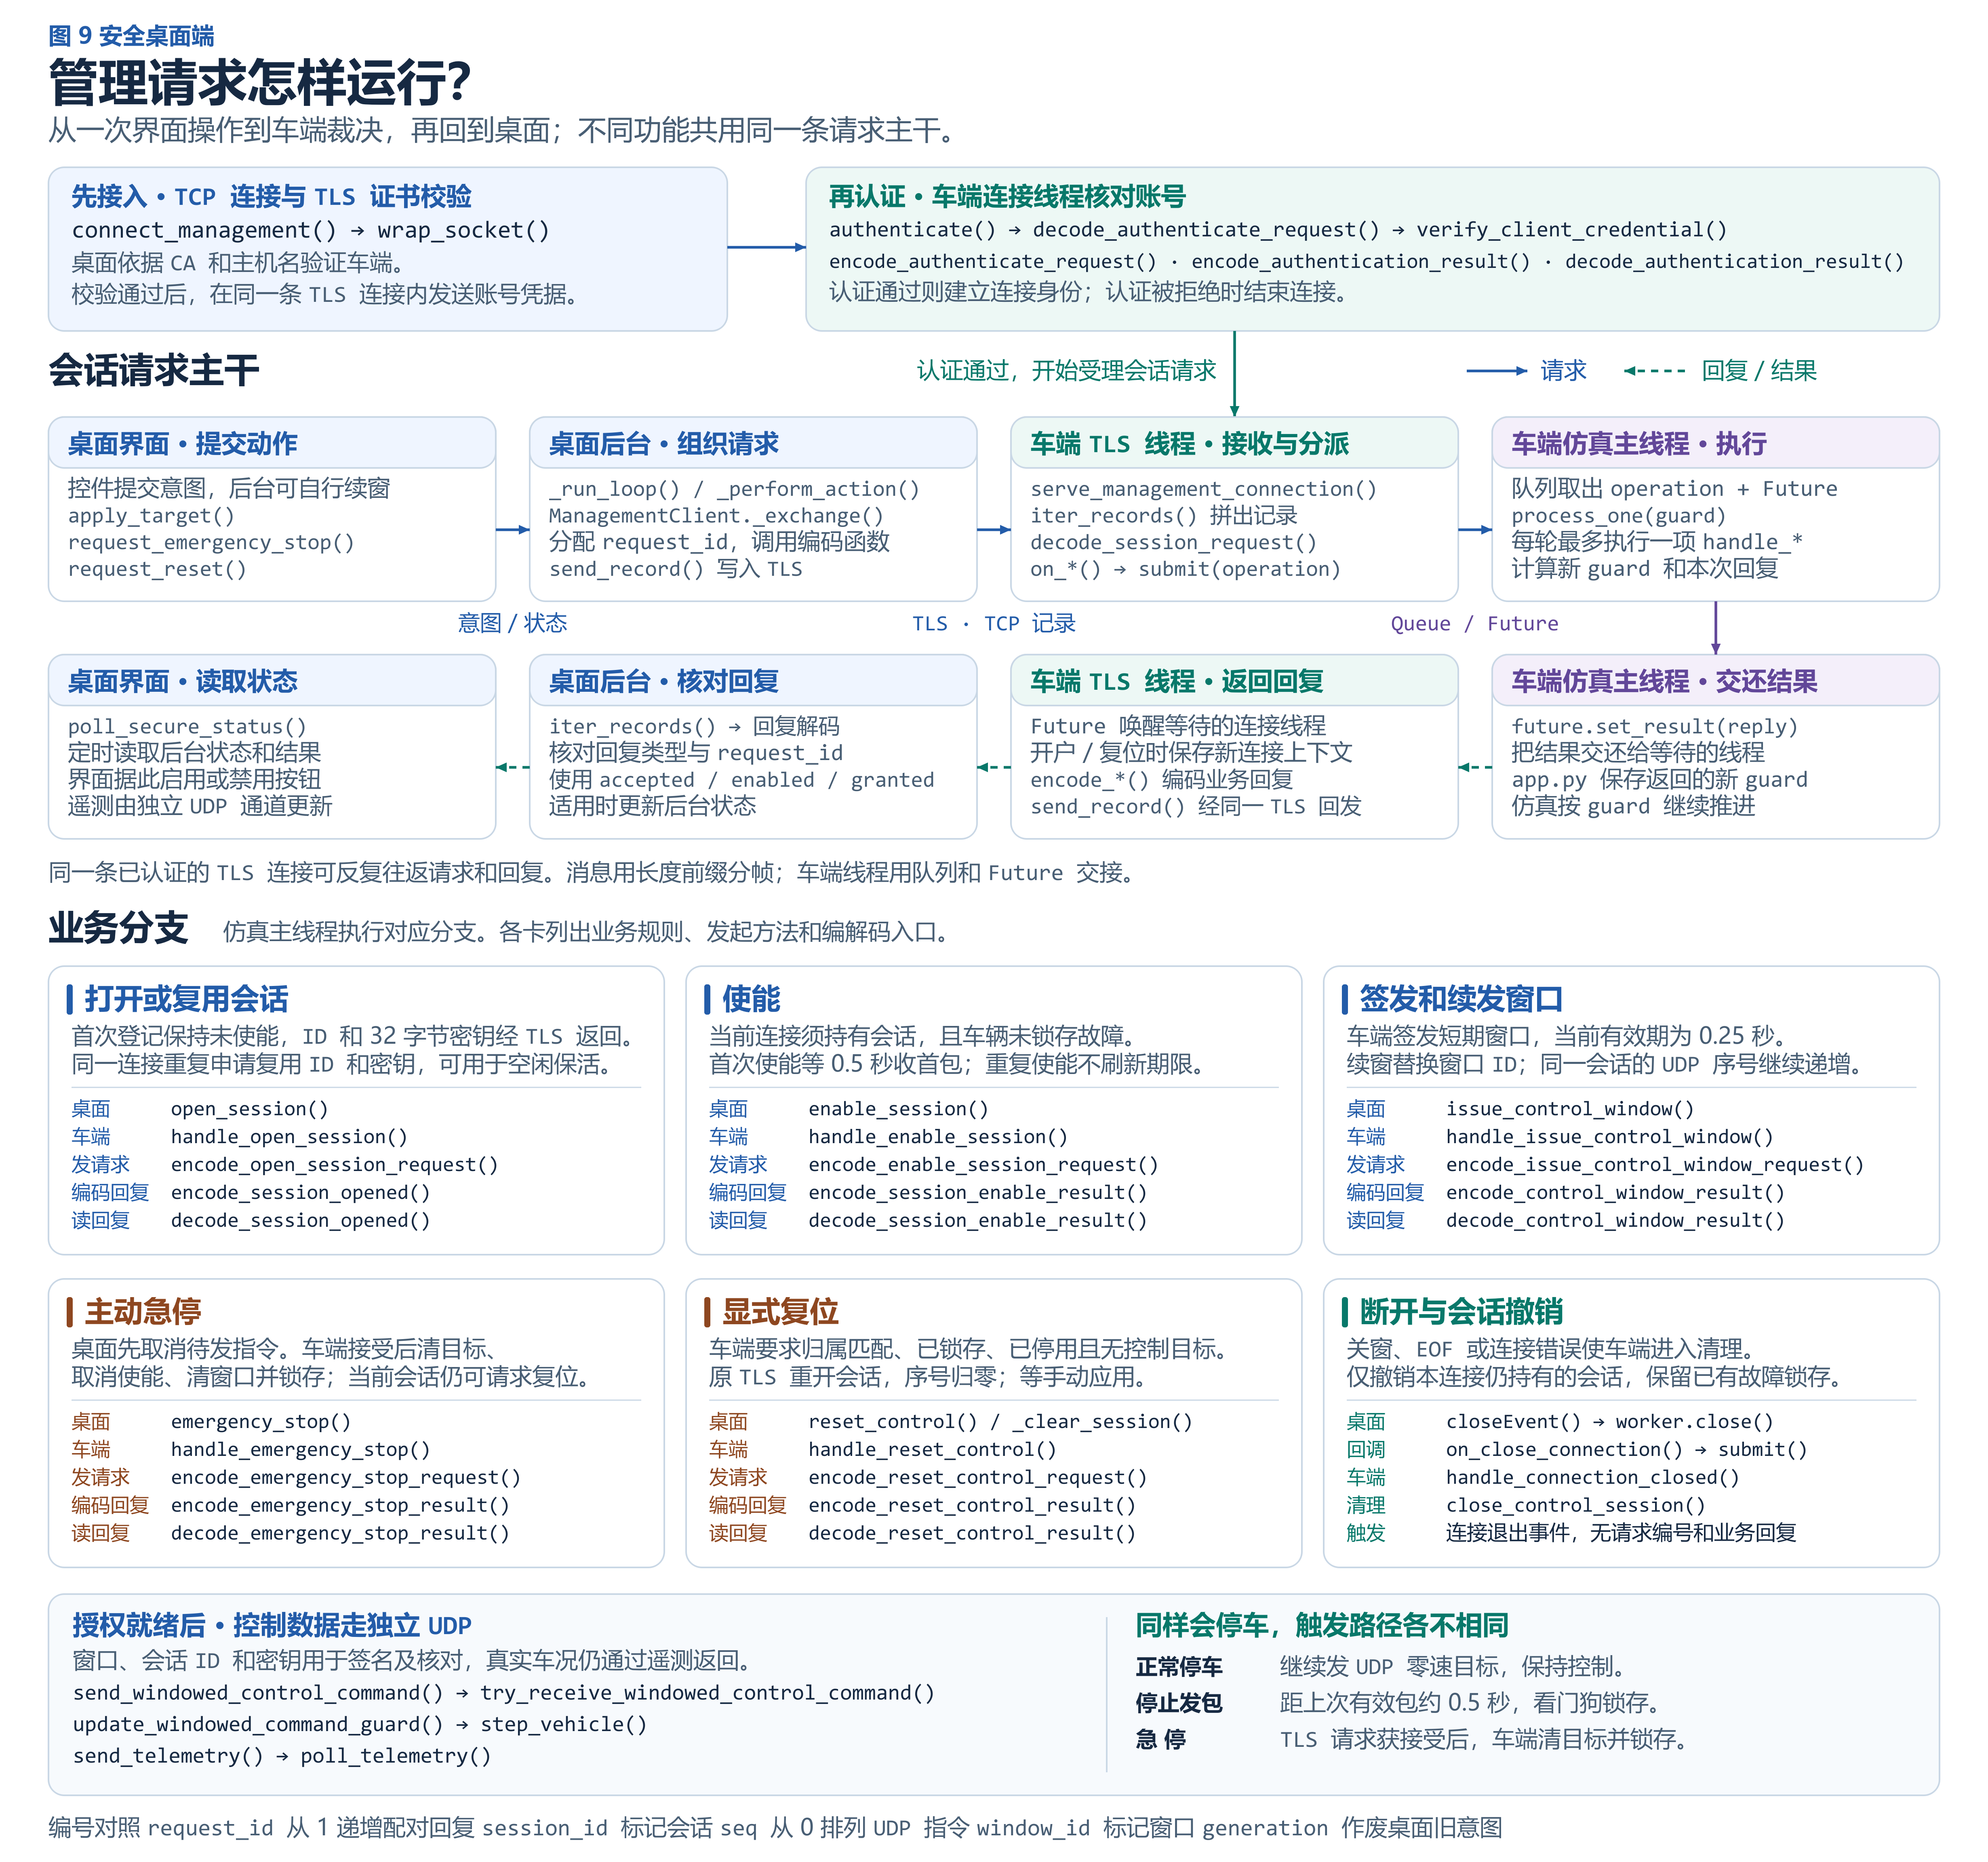 图 9 安全桌面端
管理请求怎样运行？
从一次界面操作到车端裁决，再回到桌面；不同功能共用同一条请求主干。
先接入 • TCP 连接与 TLS 证书校验
connect_management() → wrap_socket()
桌面依据 CA 和主机名验证车端。
校验通过后，在同一条 TLS 连接内发送账号凭据。
再认证 • 车端连接线程核对账号
authenticate() → decode_authenticate_request() → verify_client_credential()
encode_authenticate_request() · encode_authentication_result() · decode_authentication_result()
认证通过则建立连接身份；认证被拒绝时结束连接。
会话请求主干
认证通过，开始受理会话请求
请求
回复 / 结果
桌面界面 • 提交动作
控件提交意图，后台可自行续窗
apply_target()
request_emergency_stop()
request_reset()
桌面后台 • 组织请求
_run_loop() / _perform_action()
ManagementClient._exchange()
分配 request_id，调用编码函数
send_record() 写入 TLS
车端 TLS 线程 • 接收与分派
serve_management_connection()
iter_records() 拼出记录
decode_session_request()
on_*() → submit(operation)
车端仿真主线程 • 执行
队列取出 operation + Future
process_one(guard)
每轮最多执行一项 handle_*
计算新 guard 和本次回复
意图 / 状态
TLS · TCP 记录
Queue / Future
桌面界面 • 读取状态
poll_secure_status()
定时读取后台状态和结果
界面据此启用或禁用按钮
遥测由独立 UDP 通道更新
桌面后台 • 核对回复
iter_records() → 回复解码
核对回复类型与 request_id
使用 accepted / enabled / granted
适用时更新后台状态
车端 TLS 线程 • 返回回复
Future 唤醒等待的连接线程
开户 / 复位时保存新连接上下文
encode_*() 编码业务回复
send_record() 经同一 TLS 回发
车端仿真主线程 • 交还结果
future.set_result(reply)
把结果交还给等待的线程
app.py 保存返回的新 guard
仿真按 guard 继续推进
同一条已认证的 TLS 连接可反复往返请求和回复。消息用长度前缀分帧；车端线程用队列和 Future 交接。
业务分支
仿真主线程执行对应分支。各卡列出业务规则、发起方法和编解码入口。
打开或复用会话
首次登记保持未使能，ID 和 32 字节密钥经 TLS 返回。
同一连接重复申请复用 ID 和密钥，可用于空闲保活。
桌面 open_session()
车端 handle_open_session()
发请求 encode_open_session_request()
编码回复 encode_session_opened()
读回复 decode_session_opened()
使能
当前连接须持有会话，且车辆未锁存故障。
首次使能等 0.5 秒收首包；重复使能不刷新期限。
桌面 enable_session()
车端 handle_enable_session()
发请求 encode_enable_session_request()
编码回复 encode_session_enable_result()
读回复 decode_session_enable_result()
签发和续发窗口
车端签发短期窗口，当前有效期为 0.25 秒。
续窗替换窗口 ID；同一会话的 UDP 序号继续递增。
桌面 issue_control_window()
车端 handle_issue_control_window()
发请求 encode_issue_control_window_request()
编码回复 encode_control_window_result()
读回复 decode_control_window_result()
主动急停
桌面先取消待发指令。车端接受后清目标、
取消使能、清窗口并锁存；当前会话仍可请求复位。
桌面 emergency_stop()
车端 handle_emergency_stop()
发请求 encode_emergency_stop_request()
编码回复 encode_emergency_stop_result()
读回复 decode_emergency_stop_result()
显式复位
车端要求归属匹配、已锁存、已停用且无控制目标。
原 TLS 重开会话，序号归零；等手动应用。
桌面 reset_control() / _clear_session()
车端 handle_reset_control()
发请求 encode_reset_control_request()
编码回复 encode_reset_control_result()
读回复 decode_reset_control_result()
断开与会话撤销
关窗、EOF 或连接错误使车端进入清理。
仅撤销本连接仍持有的会话，保留已有故障锁存。
桌面 closeEvent() → worker.close()
回调 on_close_connection() → submit()
车端 handle_connection_closed()
清理 close_control_session()
触发 连接退出事件，无请求编号和业务回复
授权就绪后 • 控制数据走独立 UDP
窗口、会话 ID 和密钥用于签名及核对，真实车况仍通过遥测返回。
send_windowed_control_command() → try_receive_windowed_control_command()
update_windowed_command_guard() → step_vehicle()
send_telemetry() → poll_telemetry()
同样会停车，触发路径各不相同
正常停车 继续发 UDP 零速目标，保持控制。
停止发包 距上次有效包约 0.5 秒，看门狗锁存。
急 停 TLS 请求获接受后，车端清目标并锁存。
编号对照 request_id 从 1 递增配对回复 session_id 标记会话 seq 从 0 排列 UDP 指令 window_id 标记窗口 generation 作废桌面旧意图